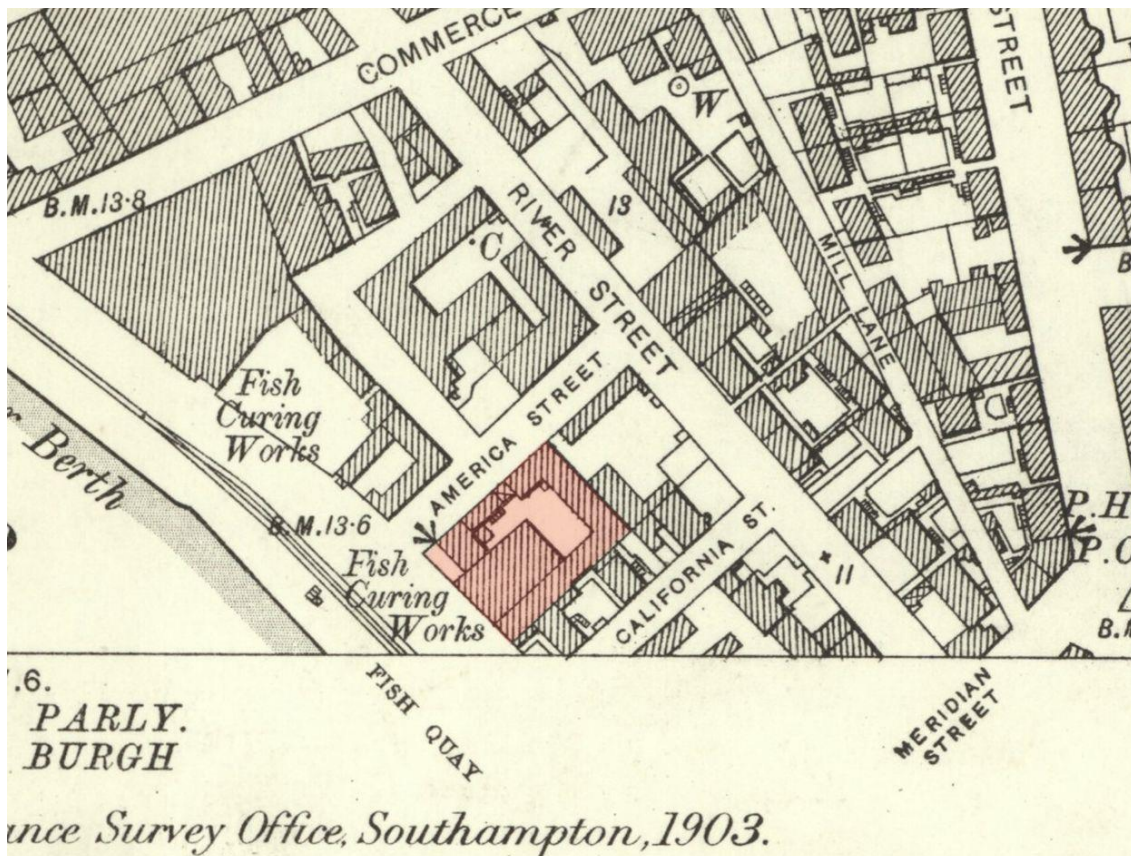 COMMERCE
STREET
W
P
B.M.13·8
RIVER STREET
13
C
MILL LANE
B
Fish
Curing
Works
AMERICA STREET
Berth
B.M.13·6
Fish
Curing
Works
CALIFORNIA ST.
11
P.H
P.O
B.M
FISH QUAY
MERIDIAN
STREET
.6.
PARLY.
BURGH
ance Survey Office, Southampton, 1903.